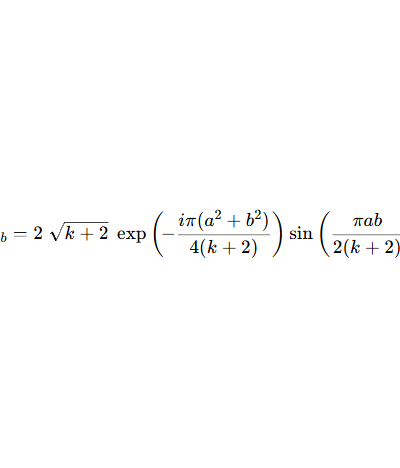 $_b = 2 \sqrt{k+2} \exp\left(-\frac{i\pi(a^2+b^2)}{4(k+2)}\right) \sin\left(\frac{\pi ab}{2(k+2)}\right.$